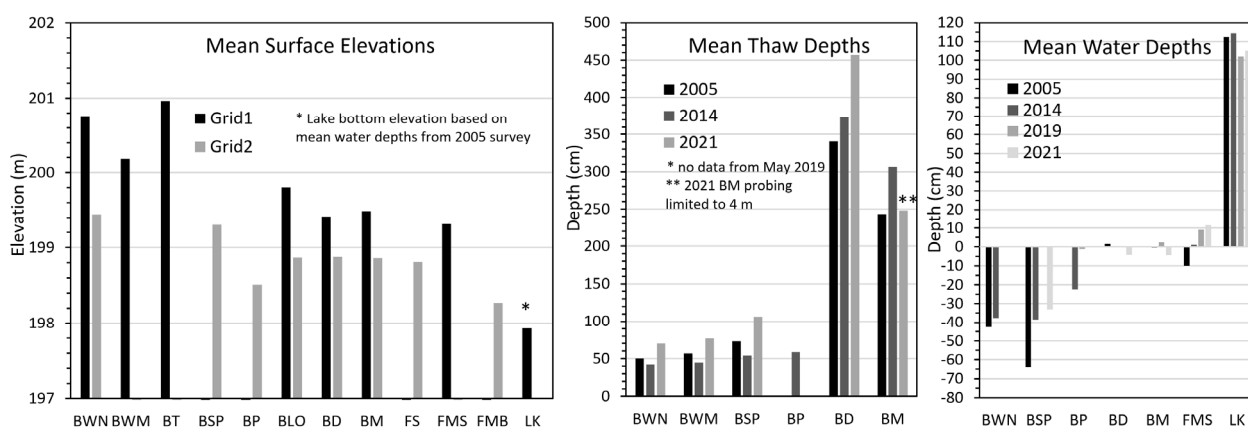 Mean Surface Elevations
Elevation (m)
202
201
200
199
198
197
Grid1
Grid2
* Lake bottom elevation based on
mean water depths from 2005 survey
*
BWN BWM BT BSP BP BLO BD BM FS FMS FMB LK
Mean Thaw Depths
Depth (cm)
500
450
400
350
300
250
200
150
100
50
0
2005
2014
2021
* no data from May 2019
** 2021 BM probing
limited to 4 m
**
BWN BWM BSP BP BD BM
Mean Water Depths
Depth (cm)
120
110
100
90
80
70
60
50
40
30
20
10
0
-10
-20
-30
-40
-50
-60
-70
-80
2005
2014
2019
2021
BWN BSP BP BD BM FMS LK